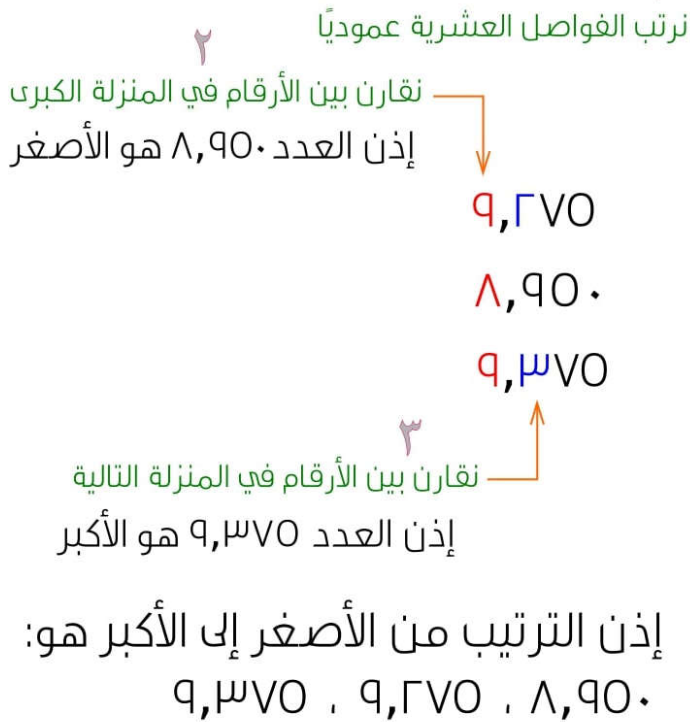 نرتب الفواصل العشرية عموديًا
٢
نقارن بين الأرقام في المنزلة الكبرى
إذن العدد ٨,٩٥٠ هو الأصغر
٩,٢٧٥
٨,٩٥٠
٩,٣٧٥
٣
نقارن بين الأرقام في المنزلة التالية
إذن العدد ٩,٣٧٥ هو الأكبر
إذن الترتيب من الأصغر إلى الأكبر هو:
٨,٩٥٠ ، ٩,٢٧٥ ، ٩,٣٧٥